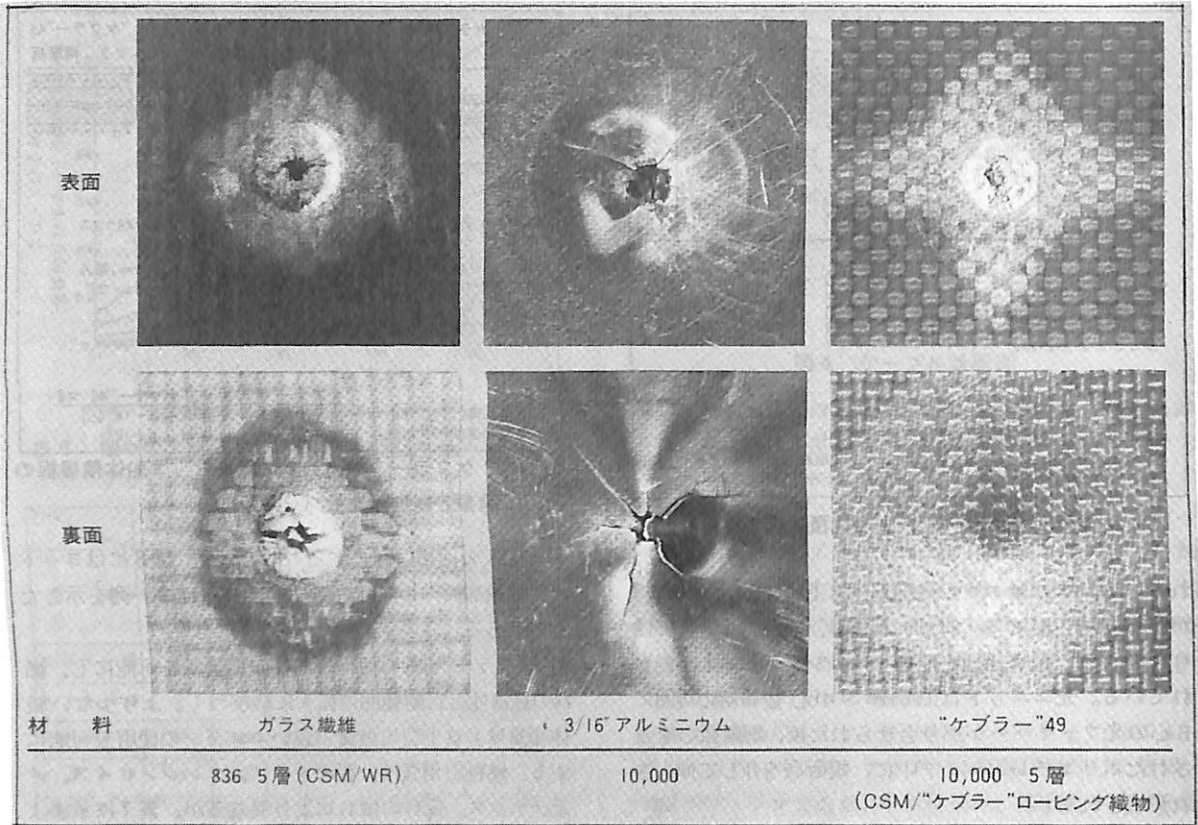 表面
裏面
材 料 ガラス繊維 3/16″ アルミニウム “ケブラー”49
836 5層 (CSM/WR) 10,000 10,000 5層
(CSM/“ケブラー”ロービング織物)